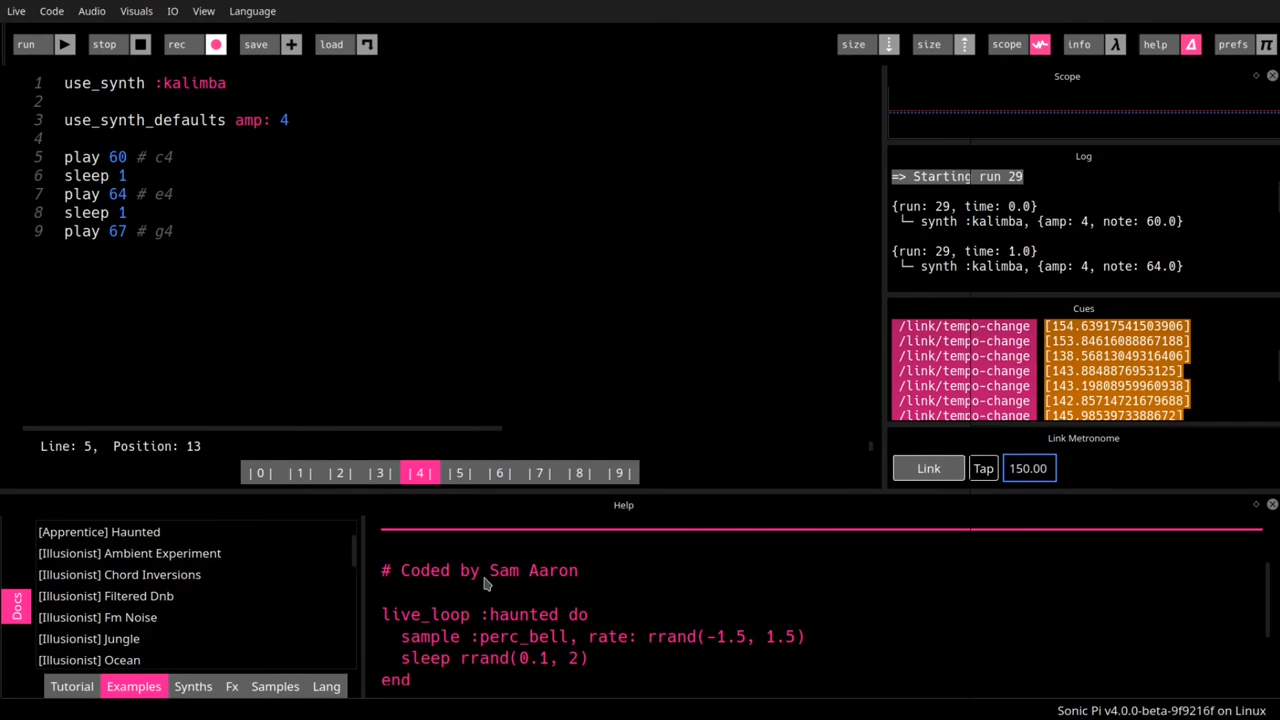 Live Code Audio Visuals IO View Language
run stop rec save load size size scope info λ help prefs π
1 use_synth :kalimba
2
3 use_synth_defaults amp: 4
4
5 play 60 # c4
6 sleep 1
7 play 64 # e4
8 sleep 1
9 play 67 # g4
Line: 5, Position: 13
|0| |1| |2| |3| |4| |5| |6| |7| |8| |9|
Scope
Log
=> Starting run 29
{run: 29, time: 0.0}
└─ synth :kalimba, {amp: 4, note: 60.0}
{run: 29, time: 1.0}
└─ synth :kalimba, {amp: 4, note: 64.0}
Cues
/link/tempo-change [154.63917541503906]
/link/tempo-change [153.84616088867188]
/link/tempo-change [138.56813049316406]
/link/tempo-change [143.8848876953125]
/link/tempo-change [143.19808959960938]
/link/tempo-change [142.85714721679688]
/link/tempo-change [145.9853973388672]
Link Metronome
Link Tap 150.00
Help
Docs
[Apprentice] Haunted
[Illusionist] Ambient Experiment
[Illusionist] Chord Inversions
[Illusionist] Filtered Dnb
[Illusionist] Fm Noise
[Illusionist] Jungle
[Illusionist] Ocean
Tutorial Examples Synths Fx Samples Lang
# Coded by Sam Aaron
live_loop :haunted do
sample :perc_bell, rate: rrand(-1.5, 1.5)
sleep rrand(0.1, 2)
end
Sonic Pi v4.0.0-beta-9f9216f on Linux